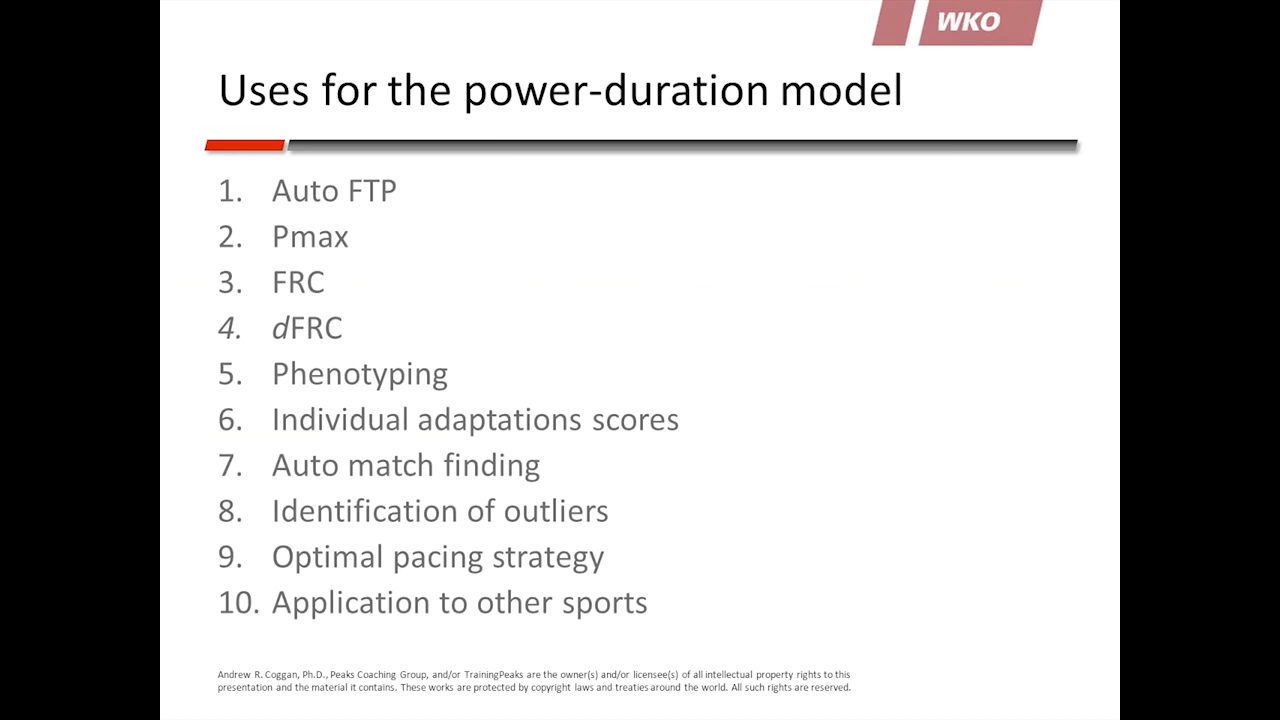 WKO
Uses for the power-duration model
1. Auto FTP
2. Pmax
3. FRC
4. dFRC
5. Phenotyping
6. Individual adaptations scores
7. Auto match finding
8. Identification of outliers
9. Optimal pacing strategy
10. Application to other sports
Andrew R. Coggan, Ph.D., Peaks Coaching Group, and/or TrainingPeaks are the owner(s) and/or licensee(s) of all intellectual property rights to this
presentation and the material it contains. These works are protected by copyright laws and treaties around the world. All such rights are reserved.